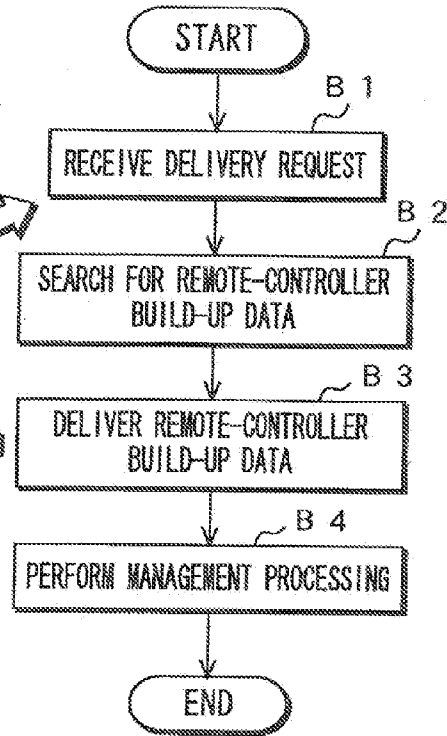 START
B 1
RECEIVE DELIVERY REQUEST
B 2
SEARCH FOR REMOTE-CONTROLLER
BUILD-UP DATA
B 3
DELIVER REMOTE-CONTROLLER
BUILD-UP DATA
B 4
PERFORM MANAGEMENT PROCESSING
END